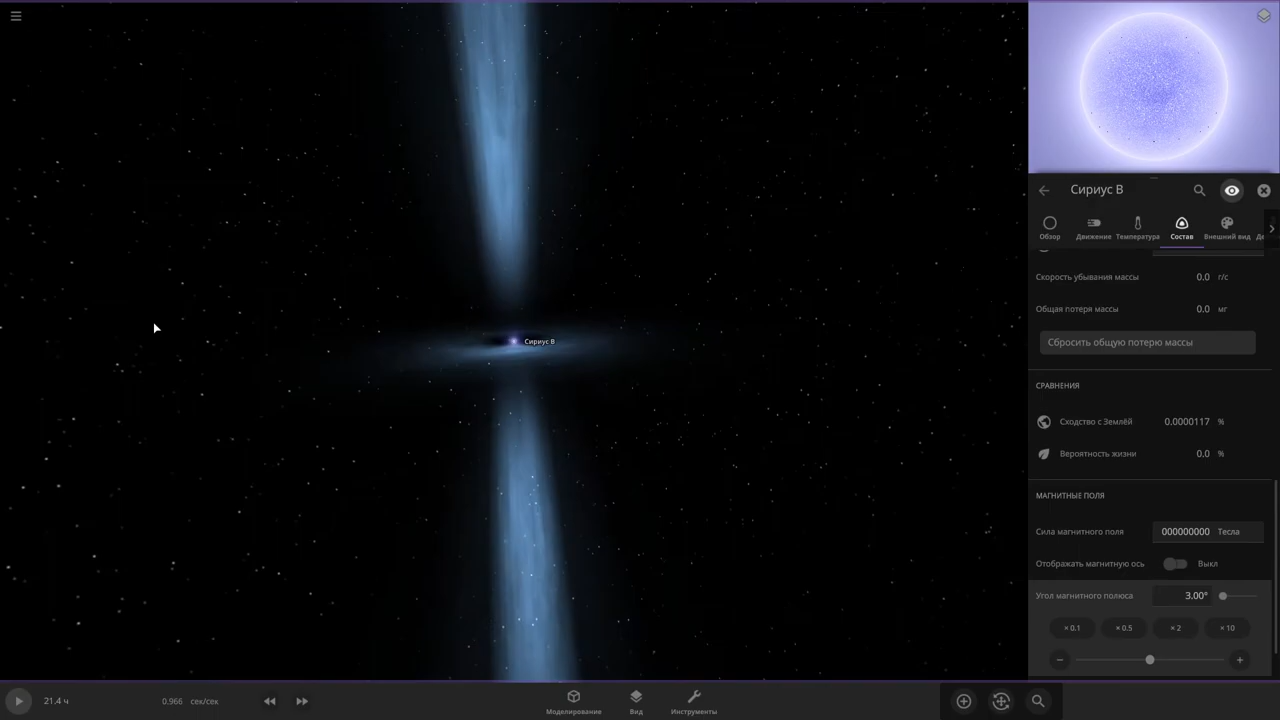 Сириус B
Сириус B
Обзор
Движение
Температура
Состав
Внешний вид
Де
Скорость убывания массы 0.0 г/с
Общая потеря массы 0.0 мг
Сбросить общую потерю массы
СРАВНЕНИЯ
Сходство с Землёй 0.0000117 %
Вероятность жизни 0.0 %
МАГНИТНЫЕ ПОЛЯ
Сила магнитного поля 000000000 Тесла
Отображать магнитную ось Выкл
Угол магнитного полюса 3.00°
× 0.1 × 0.5 × 2 × 10
21.4 ч 0.966 сек/сек
Моделирование
Вид
Инструменты